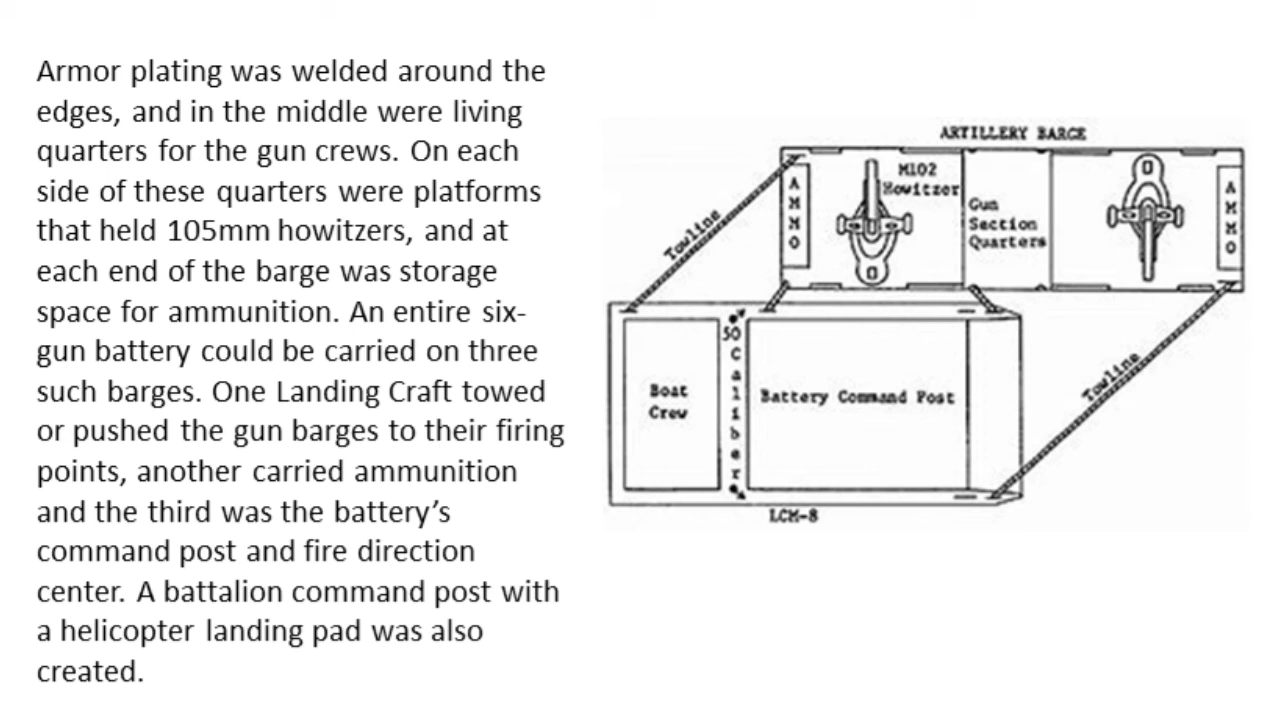 Armor plating was welded around the
edges, and in the middle were living
quarters for the gun crews. On each
side of these quarters were platforms
that held 105mm howitzers, and at
each end of the barge was storage
space for ammunition. An entire six-
gun battery could be carried on three
such barges. One Landing Craft towed
or pushed the gun barges to their firing
points, another carried ammunition
and the third was the battery’s
command post and fire direction
center. A battalion command post with
a helicopter landing pad was also
created.
ARTILLERY BARGE
AMMO
M102
Howitzer
Gun
Section
Quarters
AMMO
Towline
Boat
Crew
50 Caliber
Battery Command Post
Towline
LCM-8